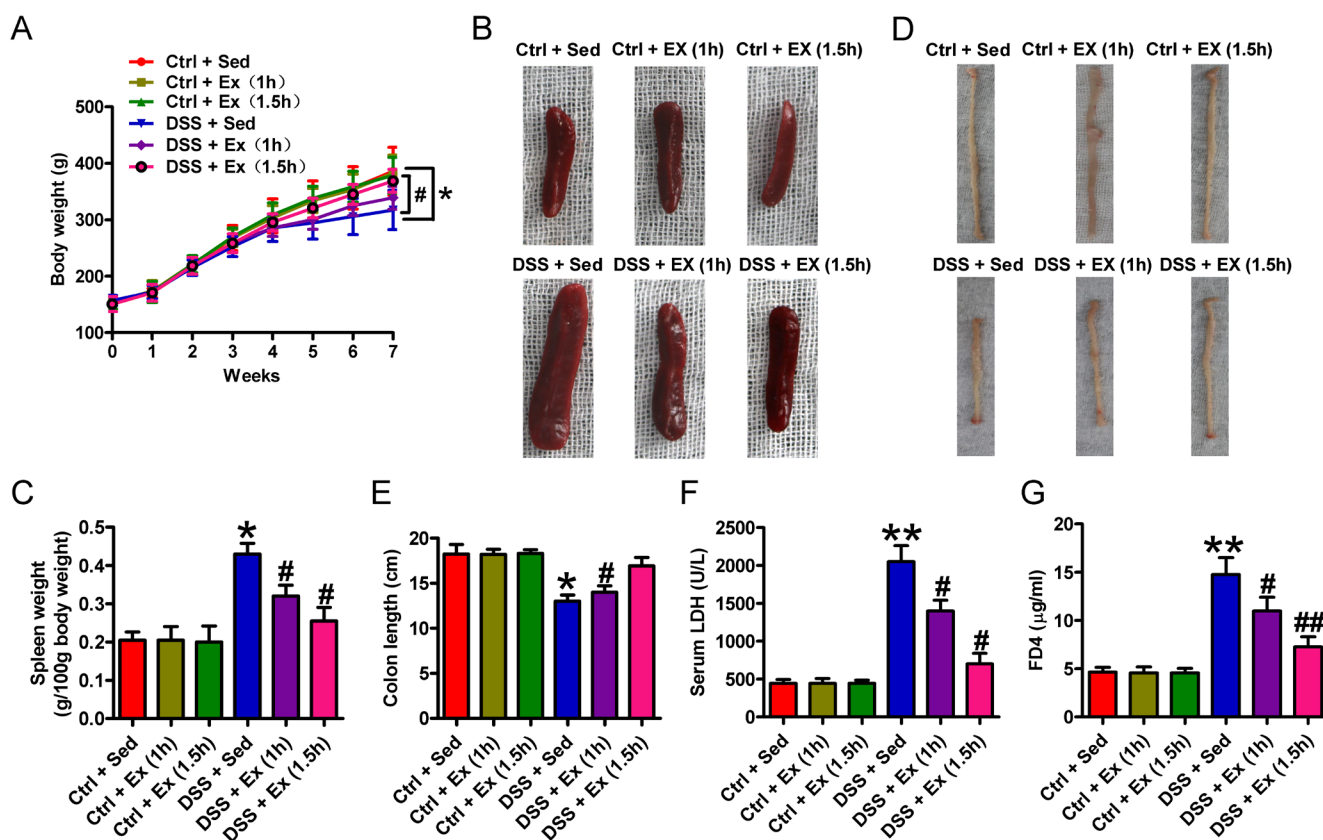 A
Ctrl + Sed
Ctrl + Ex（1h）
Ctrl + Ex（1.5h）
DSS + Sed
DSS + Ex（1h）
DSS + Ex（1.5h）
500
400
300
200
100
Body weight (g)
# *
0 1 2 3 4 5 6 7
Weeks
B
Ctrl + Sed Ctrl + EX (1h) Ctrl + EX (1.5h)
DSS + Sed DSS + EX (1h) DSS + EX (1.5h)
D
Ctrl + Sed Ctrl + EX (1h) Ctrl + EX (1.5h)
DSS + Sed DSS + EX (1h) DSS + EX (1.5h)
C
Spleen weight
(g/100g body weight)
0.5
0.4
0.3
0.2
0.1
0.0
* # #
Ctrl + Sed
Ctrl + Ex (1h)
Ctrl + Ex (1.5h)
DSS + Sed
DSS + Ex (1h)
DSS + Ex (1.5h)
E
Colon length (cm)
20
15
10
5
0
* #
Ctrl + Sed
Ctrl + Ex (1h)
Ctrl + Ex (1.5h)
DSS + Sed
DSS + Ex (1h)
DSS + Ex (1.5h)
F
Serum LDH (U/L)
2500
2000
1500
1000
500
0
** # #
Ctrl + Sed
Ctrl + Ex (1h)
Ctrl + Ex (1.5h)
DSS + Sed
DSS + Ex (1h)
DSS + Ex (1.5h)
G
FD4 (μg/ml)
20
15
10
5
0
** # ##
Ctrl + Sed
Ctrl + Ex (1h)
Ctrl + Ex (1.5h)
DSS + Sed
DSS + Ex (1h)
DSS + Ex (1.5h)